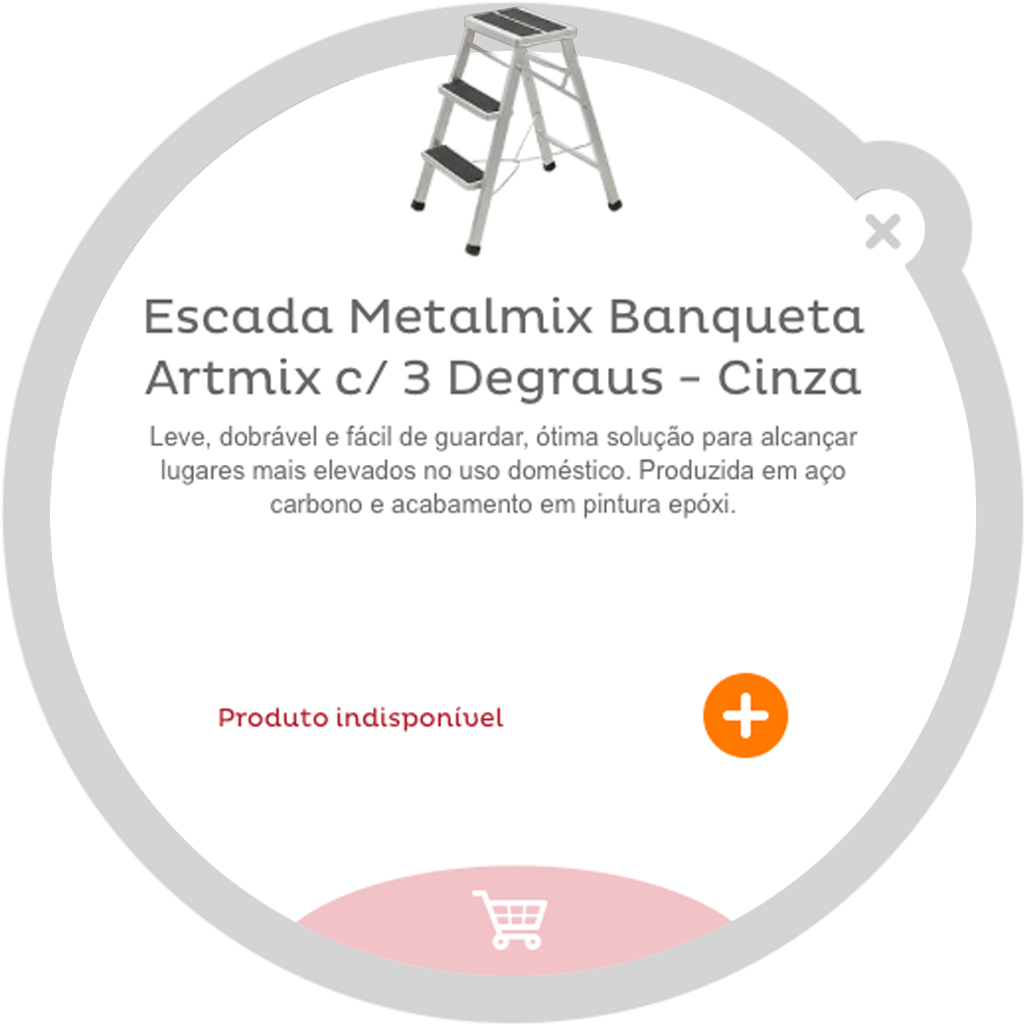 Escada Metalmix Banqueta
Artmix c/ 3 Degraus - Cinza
Leve, dobrável e fácil de guardar, ótima solução para alcançar
lugares mais elevados no uso doméstico. Produzida em aço
carbono e acabamento em pintura epóxi.
Produto indisponível